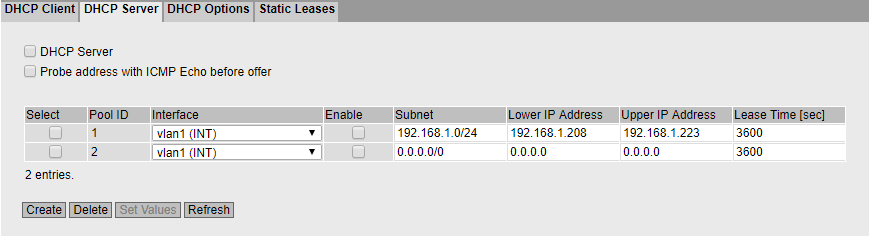 DHCP Client DHCP Server DHCP Options Static Leases
DHCP Server
Probe address with ICMP Echo before offer
Select Pool ID Interface Enable Subnet Lower IP Address Upper IP Address Lease Time [sec]
1 vlan1 (INT) 192.168.1.0/24 192.168.1.208 192.168.1.223 3600
2 vlan1 (INT) 0.0.0.0/0 0.0.0.0 0.0.0.0 3600
2 entries.
Create Delete Set Values Refresh